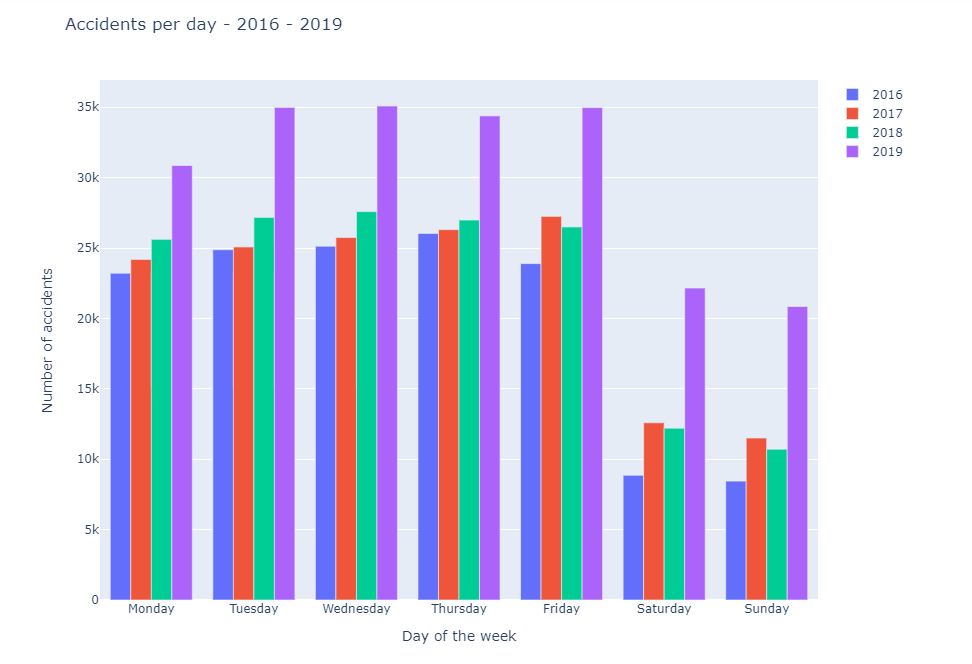 Accidents per day - 2016 - 2019
35k
30k
25k
20k
15k
10k
5k
0
Number of accidents
Monday Tuesday Wednesday Thursday Friday Saturday Sunday
Day of the week
2016
2017
2018
2019